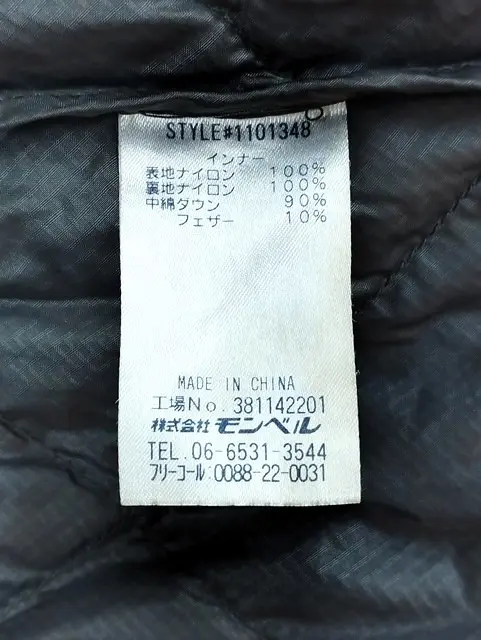 STYLE#1101348
インナー
表地ナイロン 100%
裏地ナイロン 100%
中綿ダウン 90%
フェザー 10%
MADE IN CHINA
工場No. 381142201
株式会社 モンベル
TEL. 06-6531-3544
フリーコール:0088-22-0031